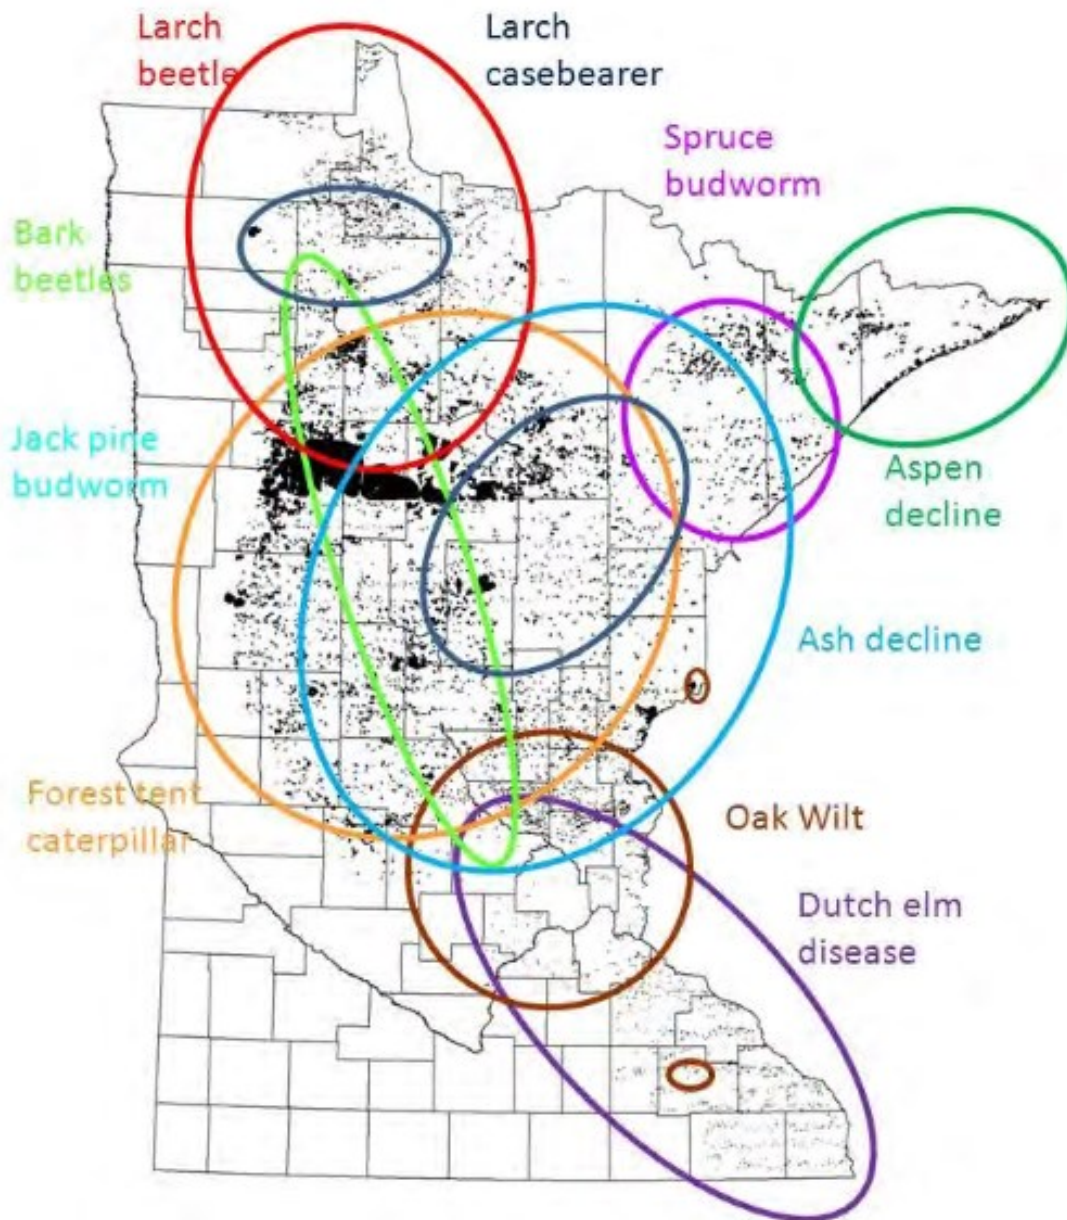 Larch
beetle
Larch
casebearer
Spruce
budworm
Bark
beetles
Jack pine
budworm
Aspen
decline
Ash decline
Forest tent
caterpillar
Oak Wilt
Dutch elm
disease